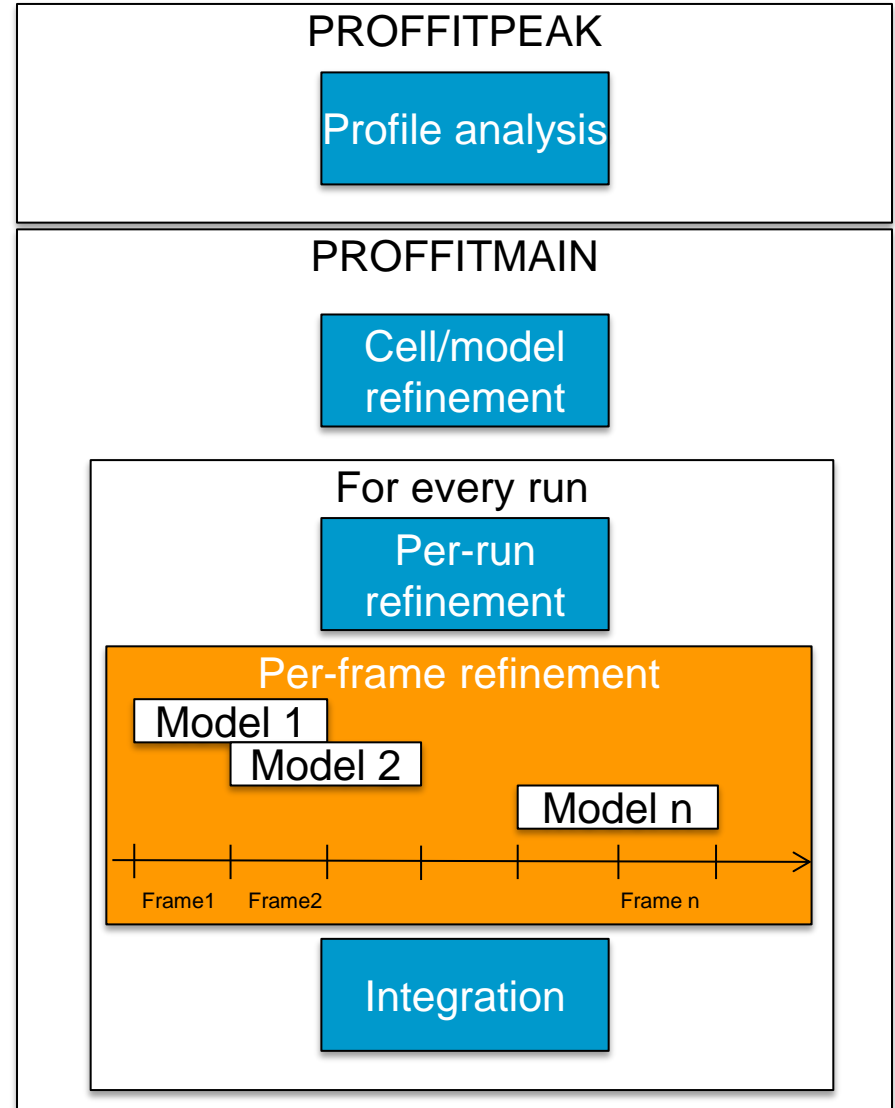 PROFFITPEAK
Profile analysis
PROFFITMAIN
Cell/model
refinement
For every run
Per-run
refinement
Per-frame refinement
Model 1
Model 2
Model n
Frame1 Frame2 Frame n
Integration